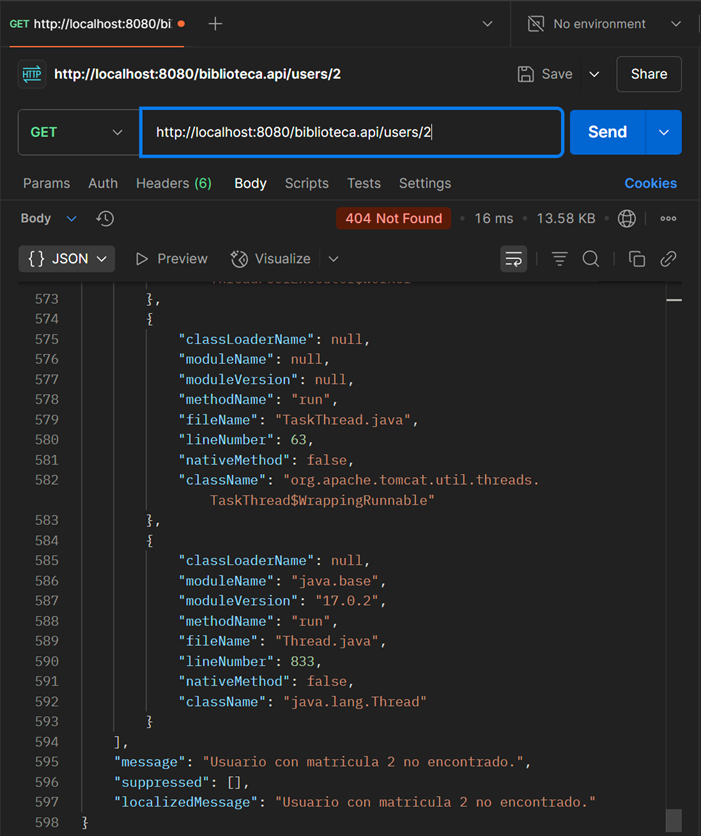 GET http://localhost:8080/bi
No environment
HTTP http://localhost:8080/biblioteca.api/users/2
Save
Share
GET
http://localhost:8080/biblioteca.api/users/2
Send
Params Auth Headers (6) Body Scripts Tests Settings Cookies
Body 404 Not Found • 16 ms • 13.58 KB •
{} JSON Preview Visualize
573 },
574 {
575 "classLoaderName": null,
576 "moduleName": null,
577 "moduleVersion": null,
578 "methodName": "run",
579 "fileName": "TaskThread.java",
580 "lineNumber": 63,
581 "nativeMethod": false,
582 "className": "org.apache.tomcat.util.threads.
TaskThread$WrappingRunnable"
583 },
584 {
585 "classLoaderName": null,
586 "moduleName": "java.base",
587 "moduleVersion": "17.0.2",
588 "methodName": "run",
589 "fileName": "Thread.java",
590 "lineNumber": 833,
591 "nativeMethod": false,
592 "className": "java.lang.Thread"
593 }
594 ],
595 "message": "Usuario con matricula 2 no encontrado.",
596 "suppressed": [],
597 "localizedMessage": "Usuario con matricula 2 no encontrado."
598 }